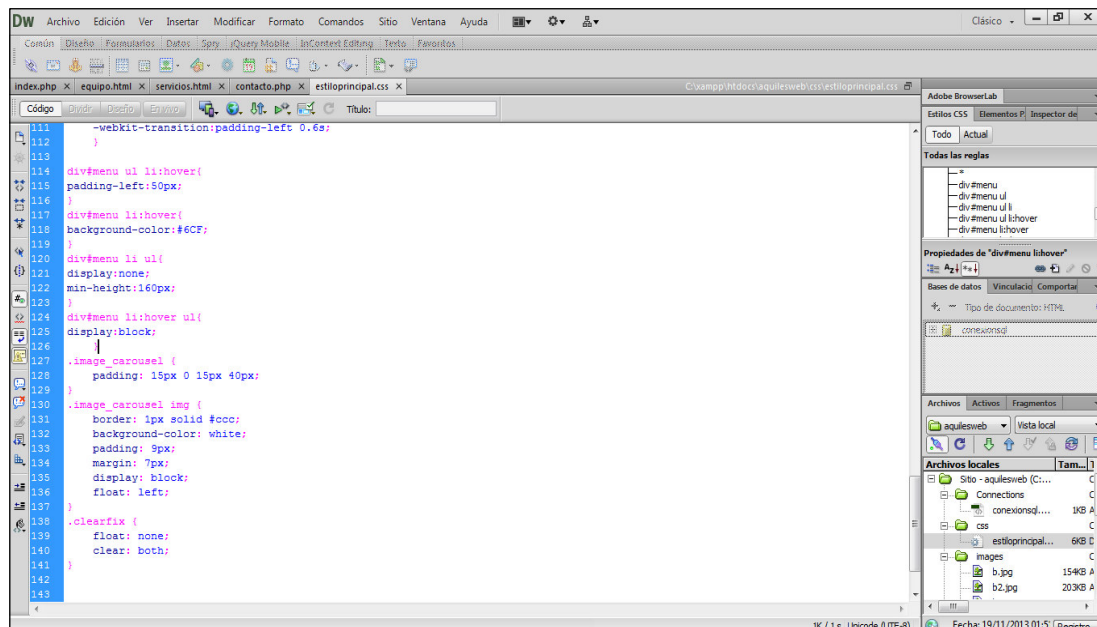 DW Archivo Edición Ver Insertar Modificar Formato Comandos Sitio Ventana Ayuda Clásico
Común Diseño Formularios Datos Spry jQuery Mobile InContext Editing Texto Favoritos
index.php equipo.html servicios.html contacto.php estiloprincipal.css C:\xampp\htdocs\aquilesweb\css\estiloprincipal.css
Código Dividir Diseño En vivo Título:
111 -webkit-transition:padding-left 0.6s;
112 }
113
114 div#menu ul li:hover{
115 padding-left:50px;
116 }
117 div#menu li:hover{
118 background-color:#6CF;
119 }
120 div#menu li ul{
121 display:none;
122 min-height:160px;
123 }
124 div#menu li:hover ul{
125 display:block;
126 }
127 .image_carousel {
128 padding: 15px 0 15px 40px;
129 }
130 .image_carousel img {
131 border: 1px solid #ccc;
132 background-color: white;
133 padding: 9px;
134 margin: 7px;
135 display: block;
136 float: left;
137 }
138 .clearfix {
139 float: none;
140 clear: both;
141 }
142
143
1K / 1 s Unicode (UTF-8)
Adobe BrowserLab
Estilos CSS Elementos P Inspector de
Todo Actual
Todas las reglas
*
div#menu
div#menu ul
div#menu ul li
div#menu ul li:hover
div#menu li:hover
Propiedades de "div#menu li:hover"
Bases de datos Vinculacio Comportar
Tipo de documento: HTML
conexionsql
Archivos Activos Fragmentos
aquilesweb Vista local
Archivos locales Tam... T
Sitio - aquilesweb (C:... C
Connections C
conexionsql.... 1KB A
css C
estiloprincipal... 6KB D
images C
b.jpg 154KB A
b2.jpg 203KB A
Fecha: 19/11/2013 01:5 Registro